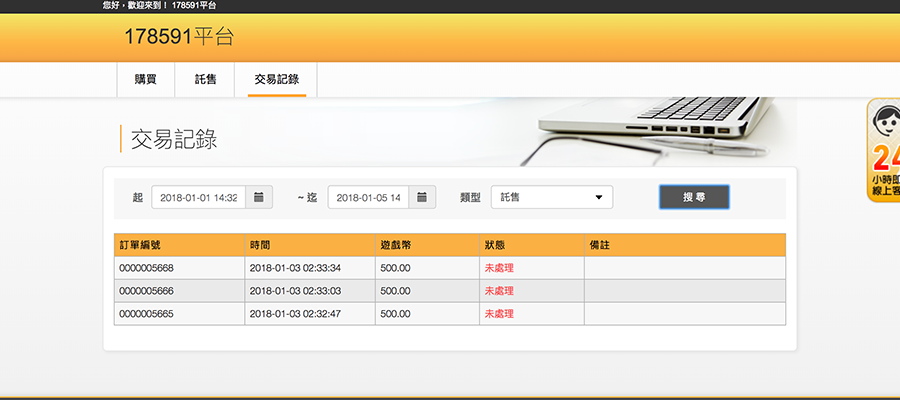 您好，歡迎來到！ 178591平台
178591平台
購買 託售 交易記錄
交易記錄
起 2018-01-01 14:32 ~ 迄 2018-01-05 14 類型 託售 搜尋
訂單編號 時間 遊戲幣 狀態 備註
0000005668 2018-01-03 02:33:34 500.00 未處理
0000005666 2018-01-03 02:33:03 500.00 未處理
0000005665 2018-01-03 02:32:47 500.00 未處理
24
小時即
線上客